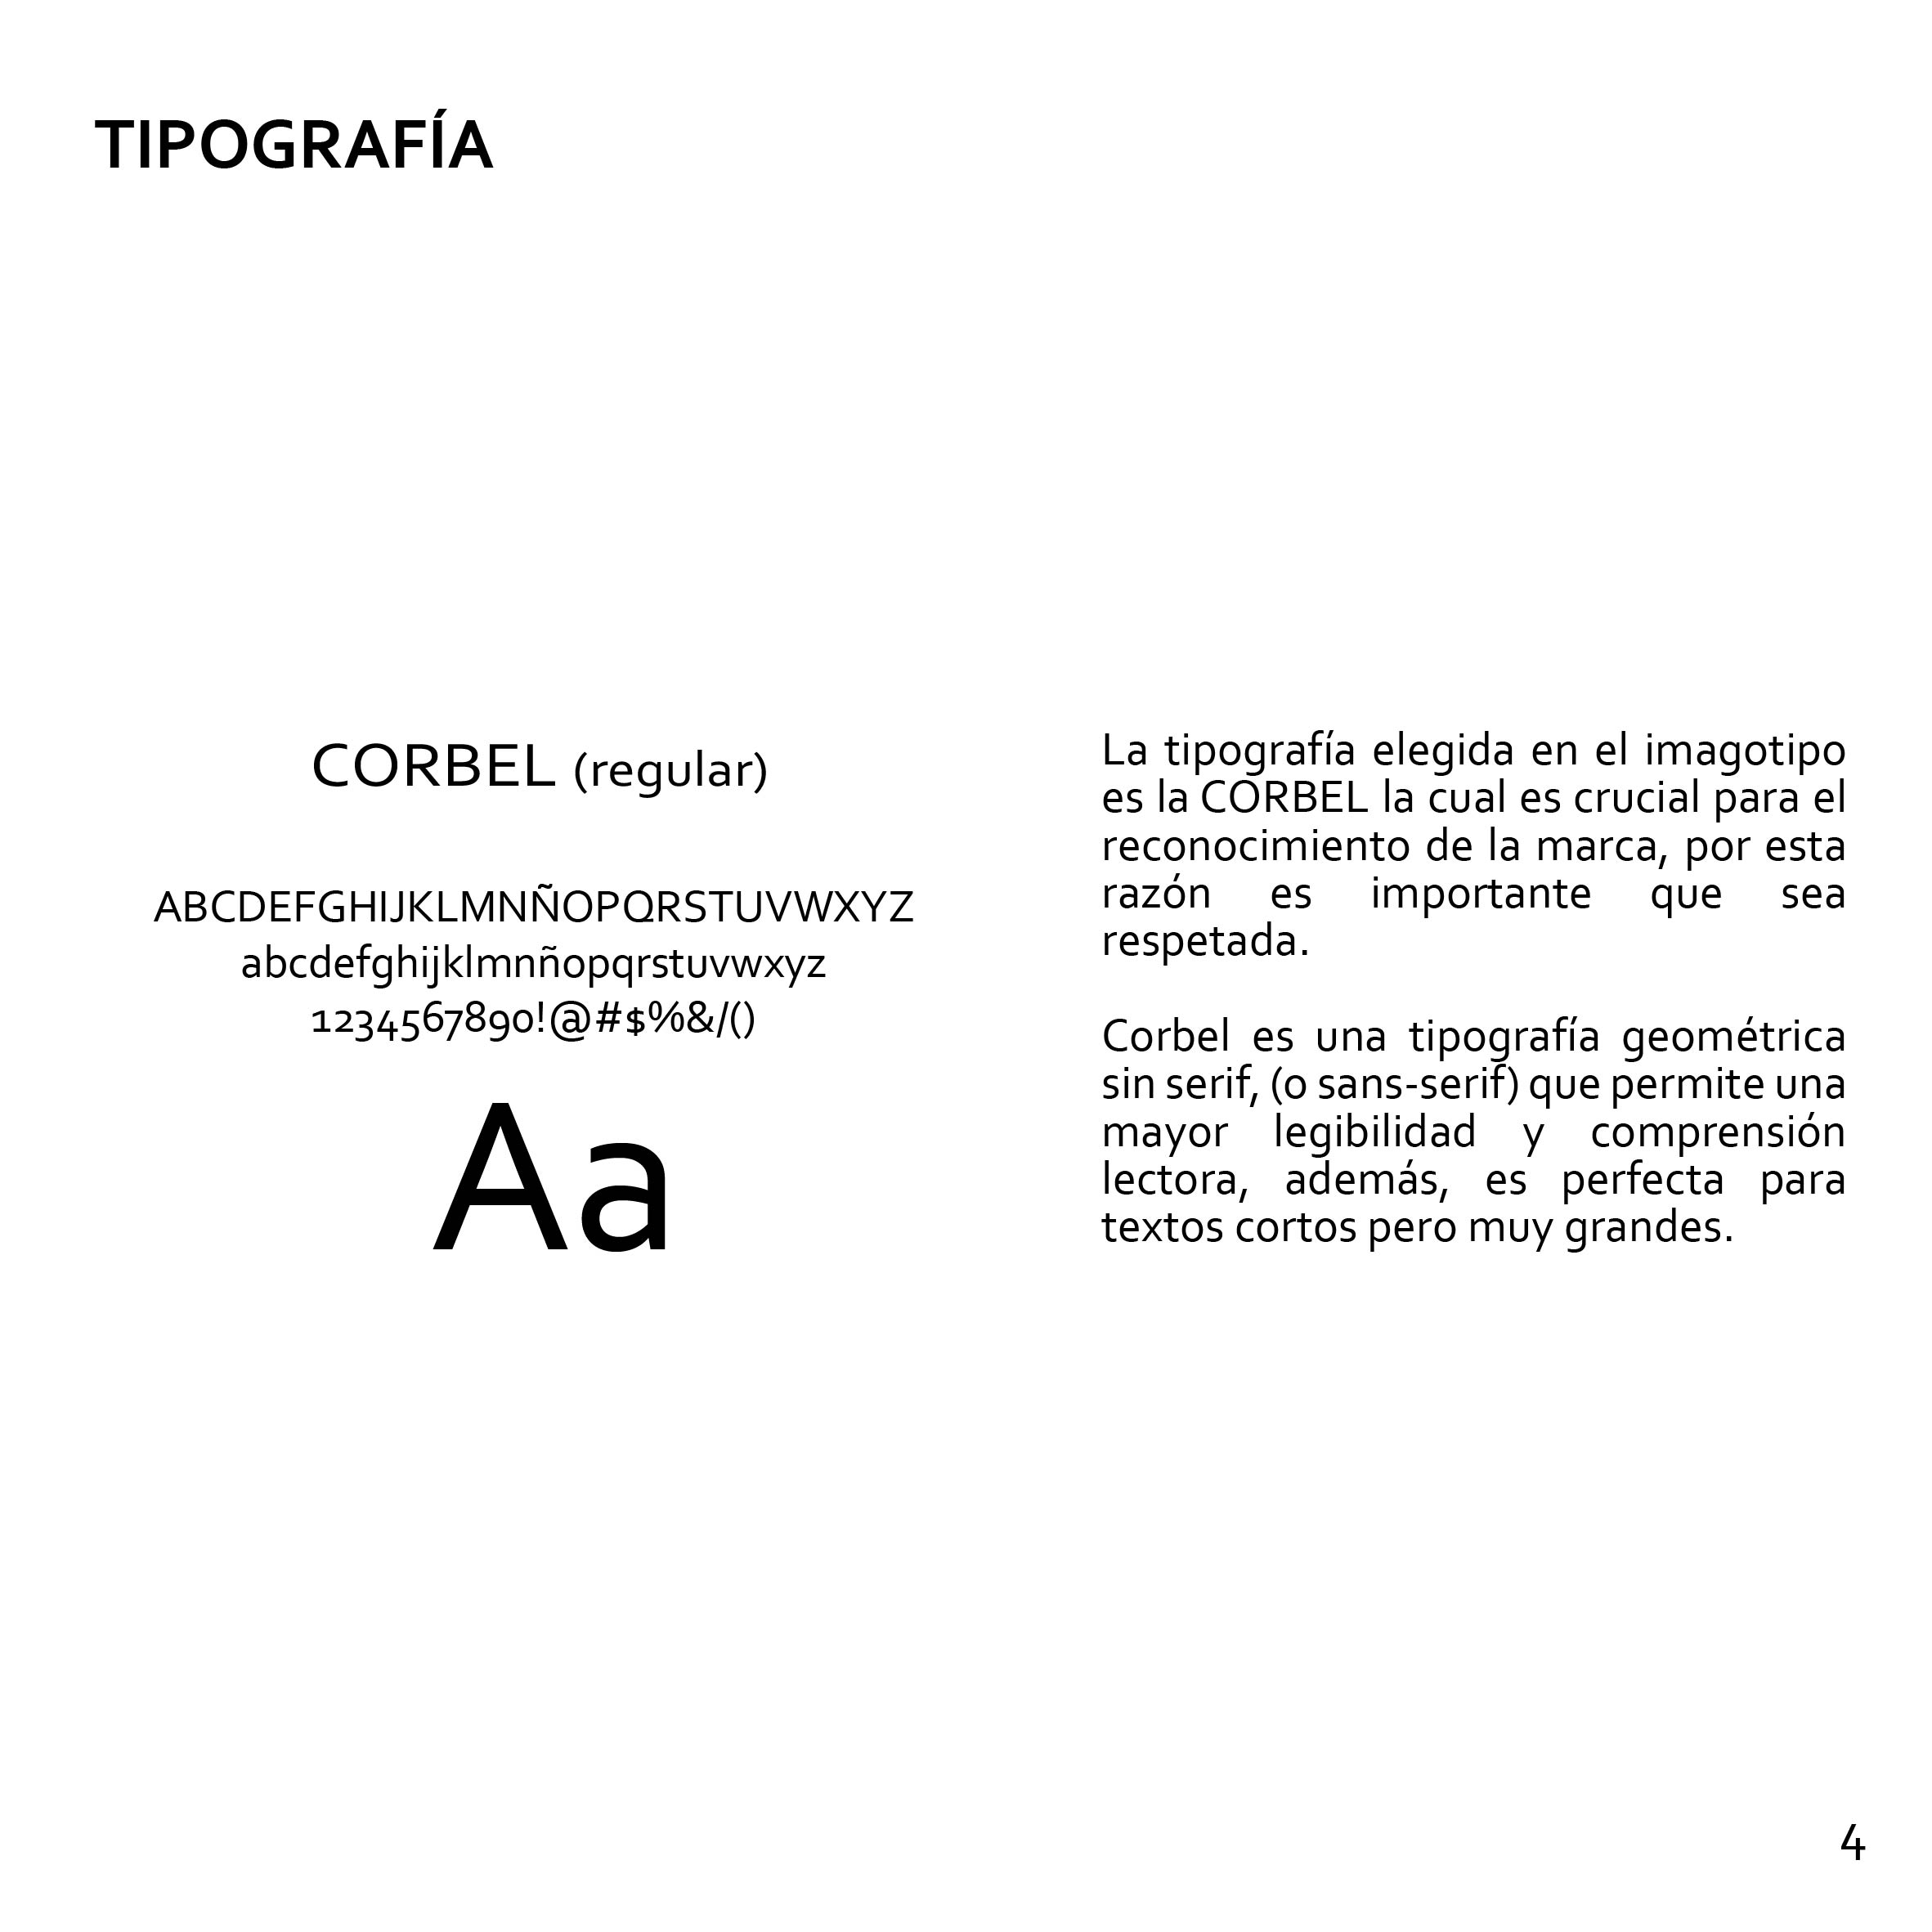 TIPOGRAFÍA
CORBEL (regular)
ABCDEFGHIJKLMNÑOPQRSTUVWXYZ
abcdefghijklmnñopqrstuvwxyz
1234567890!@#$%&/()
Aa
La tipografía elegida en el imagotipo
es la CORBEL la cual es crucial para el
reconocimiento de la marca, por esta
razón es importante que sea
respetada.
Corbel es una tipografía geométrica
sin serif, (o sans-serif) que permite una
mayor legibilidad y comprensión
lectora, además, es perfecta para
textos cortos pero muy grandes.
4